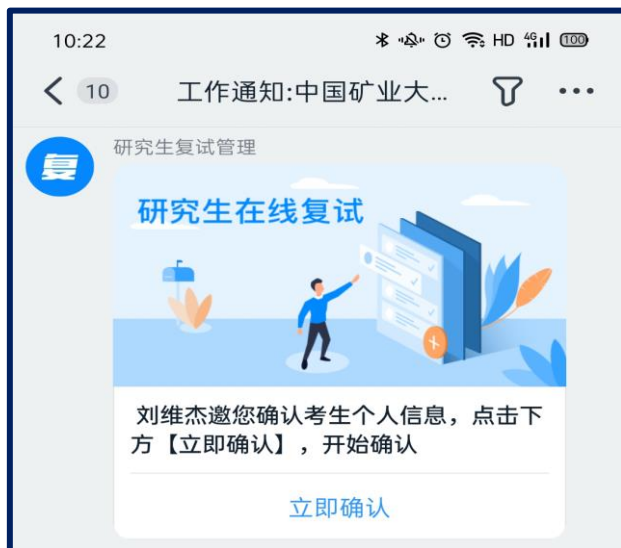 10:22
HD 4G 100
10 工作通知:中国矿业大...
研究生复试管理
复
研究生在线复试
刘维杰邀您确认考生个人信息，点击下
方【立即确认】，开始确认
立即确认